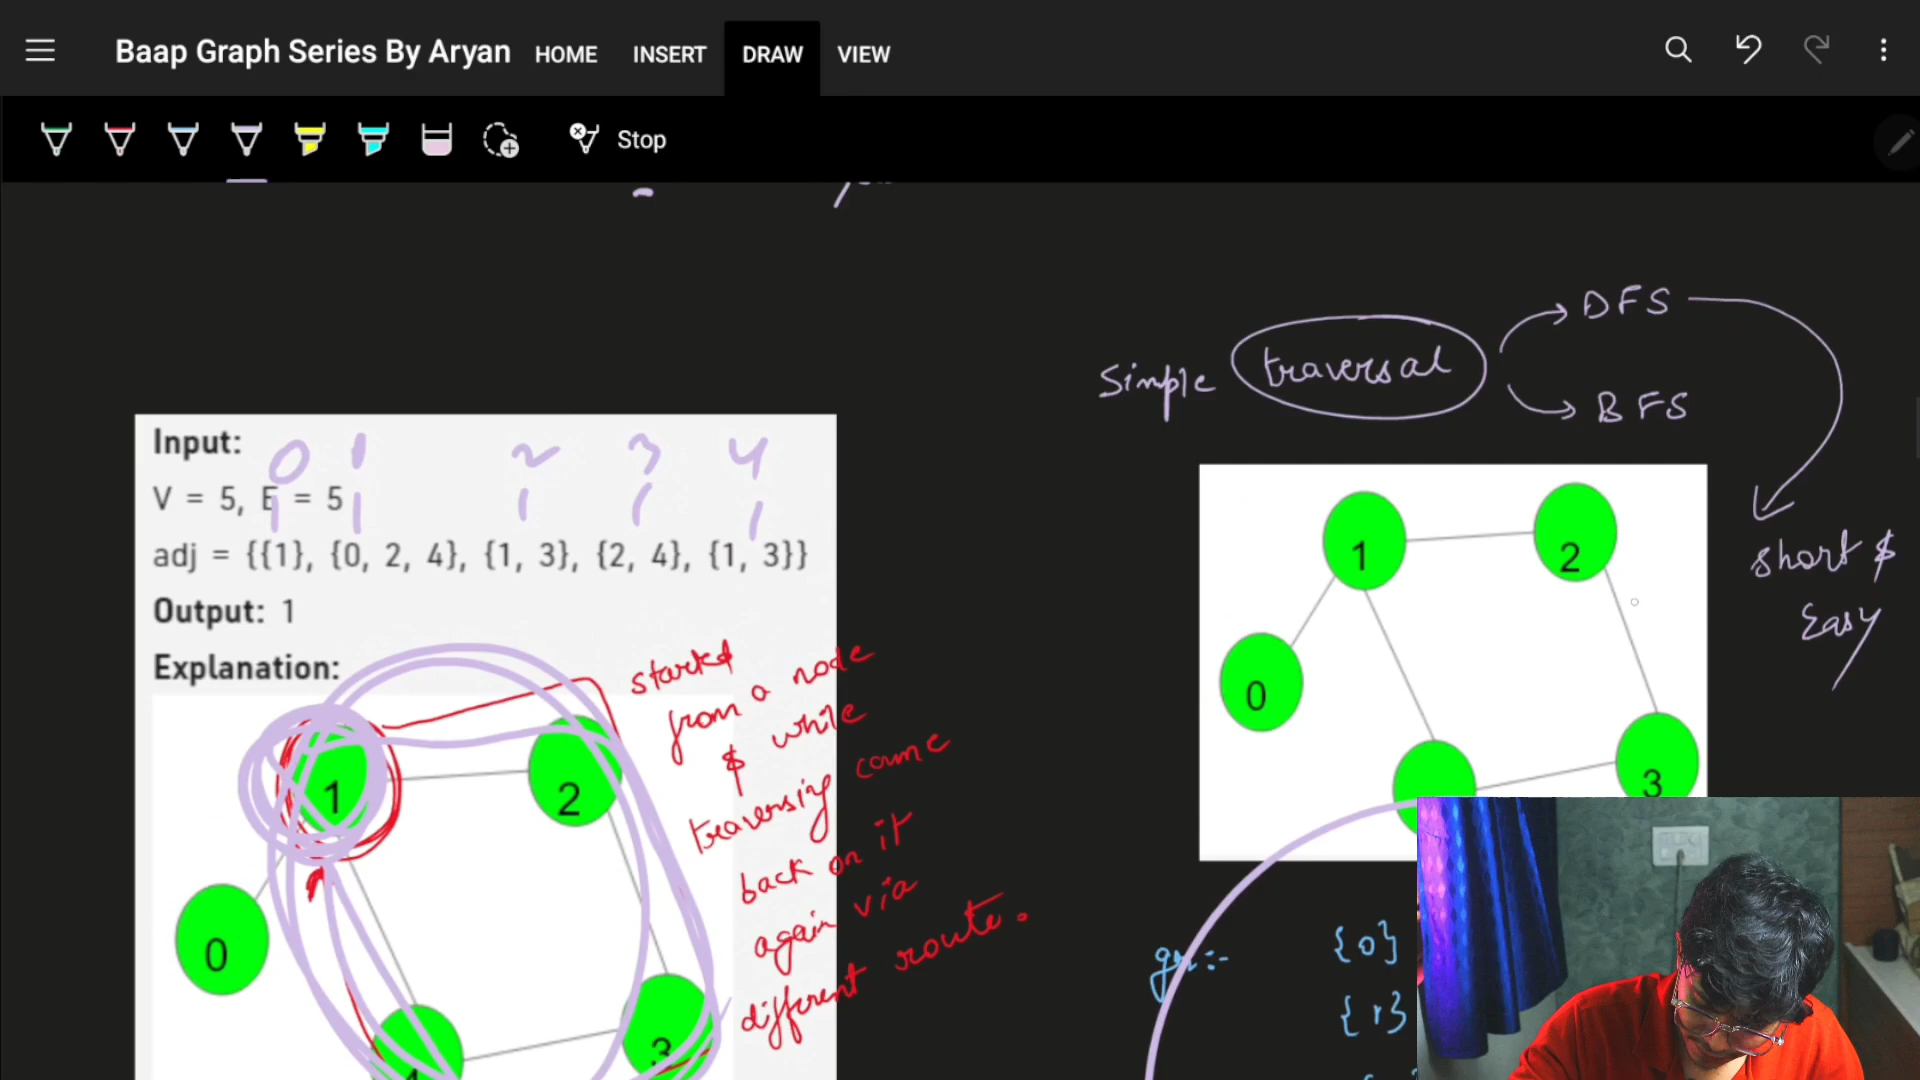 Baap Graph Series By Aryan HOME INSERT DRAW VIEW
Stop
Simple traversal
DFS
BFS
short &
Easy
Input:
0 1 2 3 4
V = 5, E = 5
adj = {{1}, {0, 2, 4}, {1, 3}, {2, 4}, {1, 3}}
Output: 1
Explanation:
1
2
0
3
started
from a node
& while
traversing came
back on it
again via
different route.
1
2
0
3
{0}
{1}